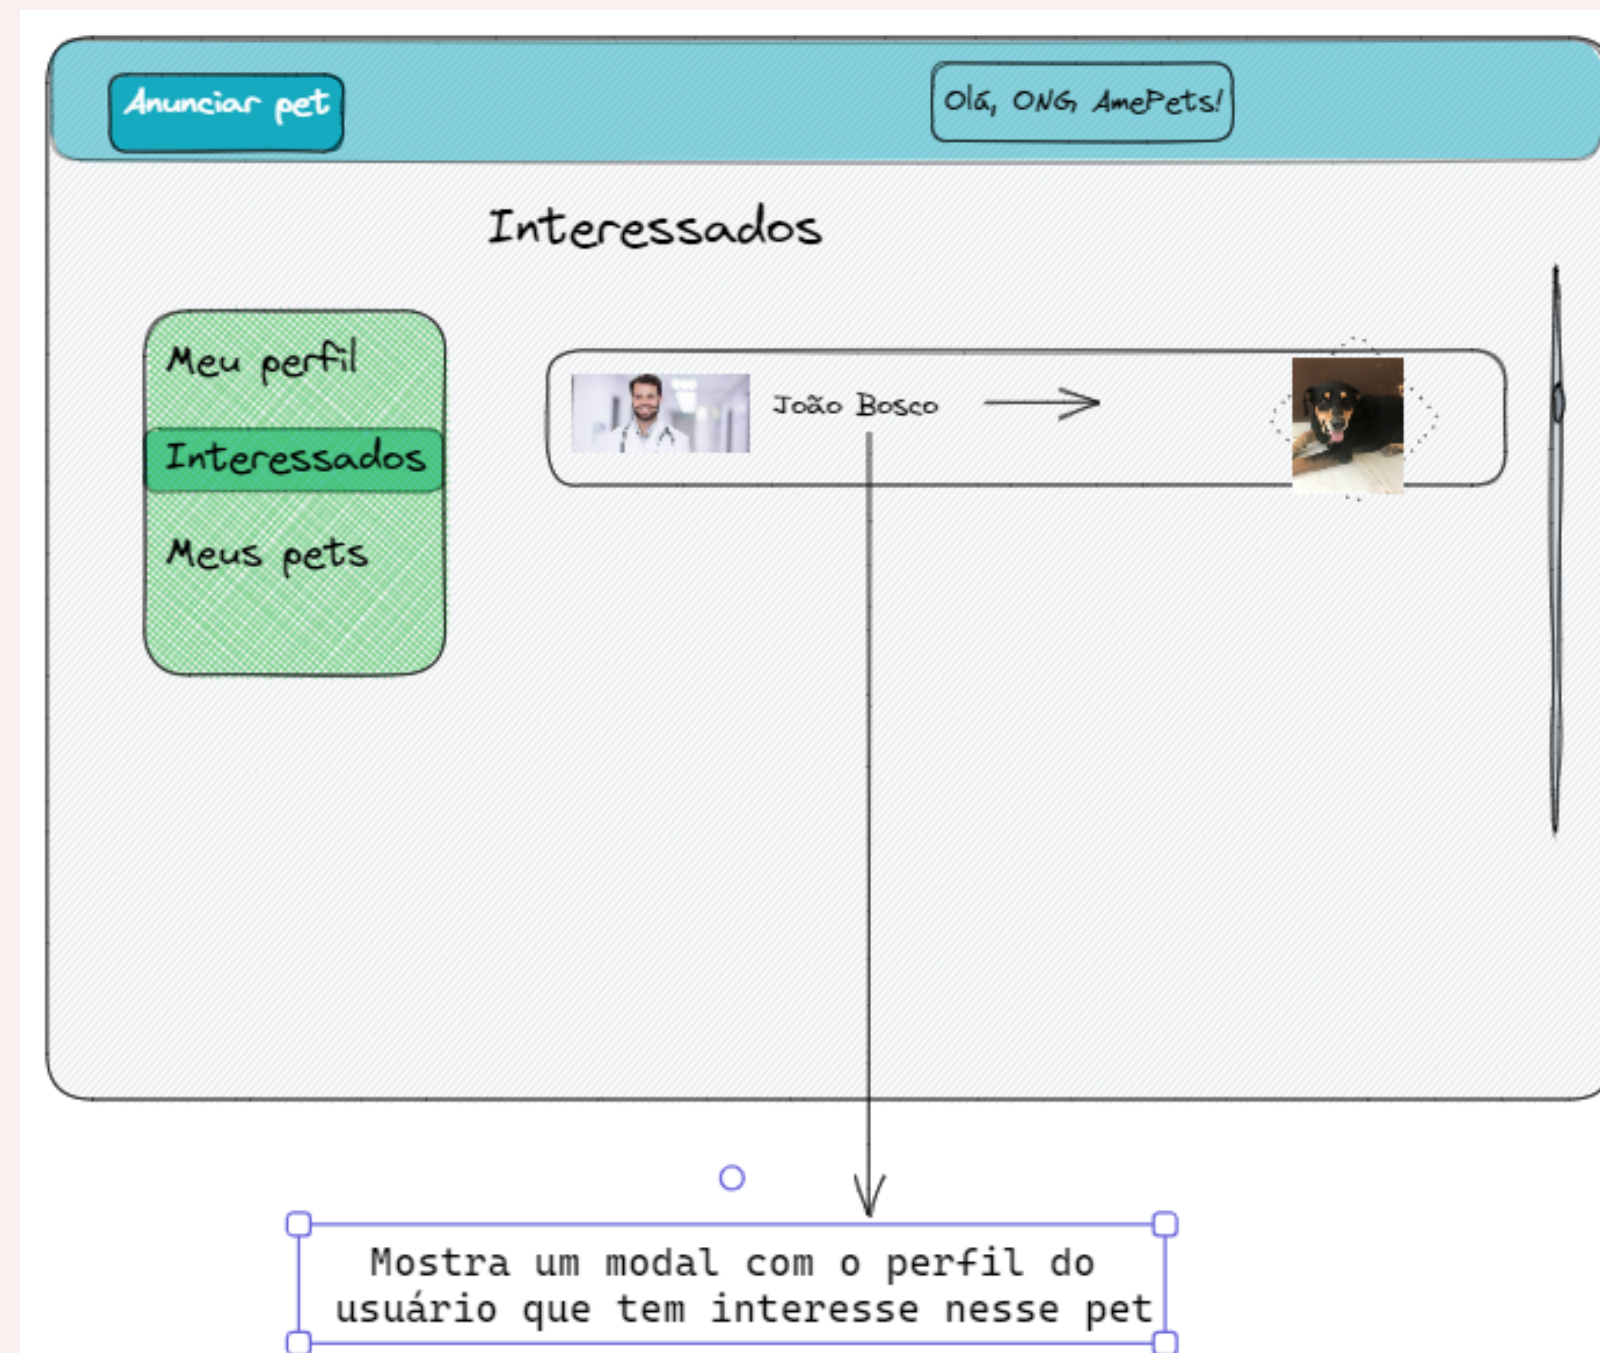 Anunciar pet
Olá, ONG AmePets!
Interessados
Meu perfil
Interessados
Meus pets
João Bosco
Mostra um modal com o perfil do
usuário que tem interesse nesse pet